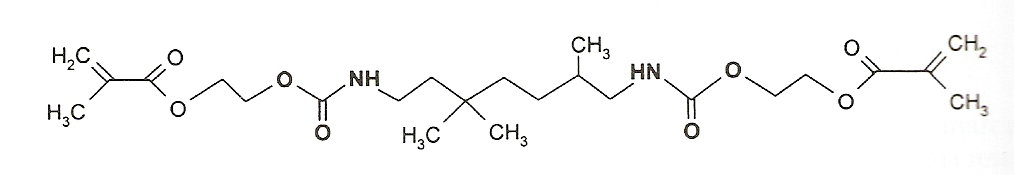 CH₃
H₂C O O CH₂
O NH HN O
H₃C O O CH₃
O H₃C CH₃ O